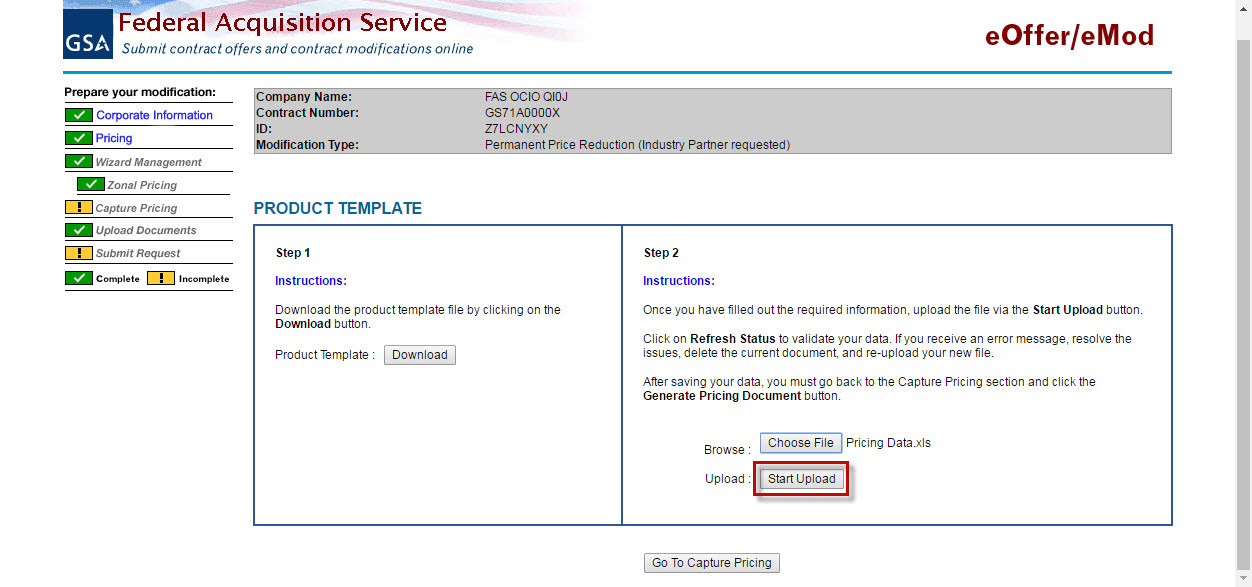 GSA
Federal Acquisition Service
Submit contract offers and contract modifications online
eOffer/eMod
Prepare your modification:
Corporate Information
Pricing
Wizard Management
Zonal Pricing
! Capture Pricing
Upload Documents
! Submit Request
Complete ! Incomplete
Company Name: FAS OCIO QI0J
Contract Number: GS71A0000X
ID: Z7LCNYXY
Modification Type: Permanent Price Reduction (Industry Partner requested)
PRODUCT TEMPLATE
Step 1
Instructions:
Download the product template file by clicking on the
Download button.
Product Template : Download
Step 2
Instructions:
Once you have filled out the required information, upload the file via the Start Upload button.
Click on Refresh Status to validate your data. If you receive an error message, resolve the
issues, delete the current document, and re-upload your new file.
After saving your data, you must go back to the Capture Pricing section and click the
Generate Pricing Document button.
Browse : Choose File Pricing Data.xls
Upload : Start Upload
Go To Capture Pricing